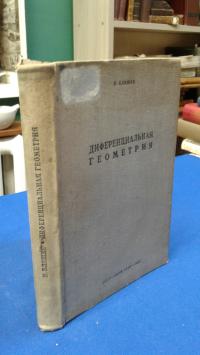 В. БЛЯШКЕ
ДИФЕРЕНЦИАЛЬНАЯ
ГЕОМЕТРИЯ
В. БЛЯШКЕ • ДИФЕРЕНЦИАЛЬНАЯ ГЕОМЕТРИЯ